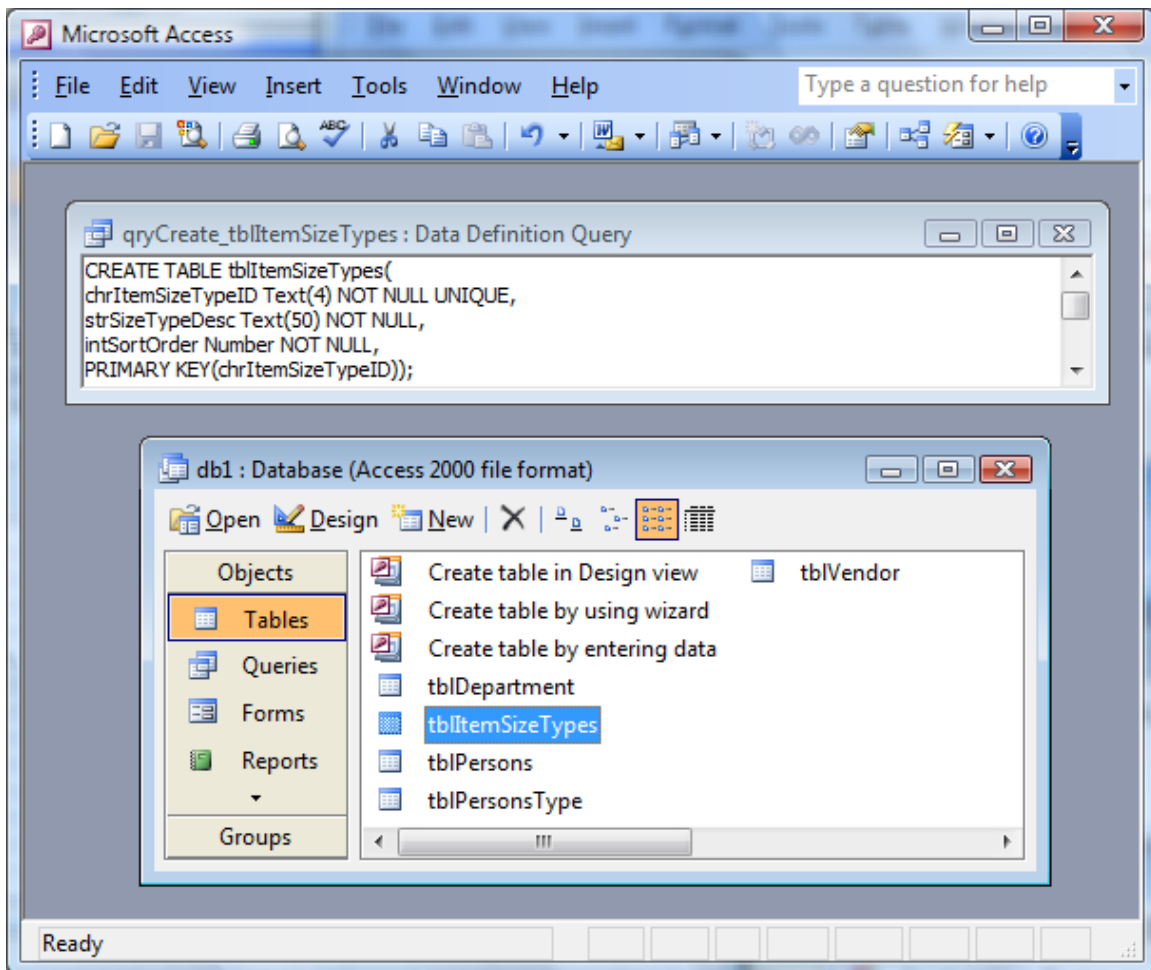 Microsoft Access
File Edit View Insert Tools Window Help Type a question for help
ABC
W
qryCreate_tblItemSizeTypes : Data Definition Query
CREATE TABLE tblItemSizeTypes(
chrItemSizeTypeID Text(4) NOT NULL UNIQUE,
strSizeTypeDesc Text(50) NOT NULL,
intSortOrder Number NOT NULL,
PRIMARY KEY(chrItemSizeTypeID));
db1 : Database (Access 2000 file format)
Open Design New
Objects
Tables
Queries
Forms
Reports
Groups
Create table in Design view
Create table by using wizard
Create table by entering data
tblDepartment
tblItemSizeTypes
tblPersons
tblPersonsType
tblVendor
Ready